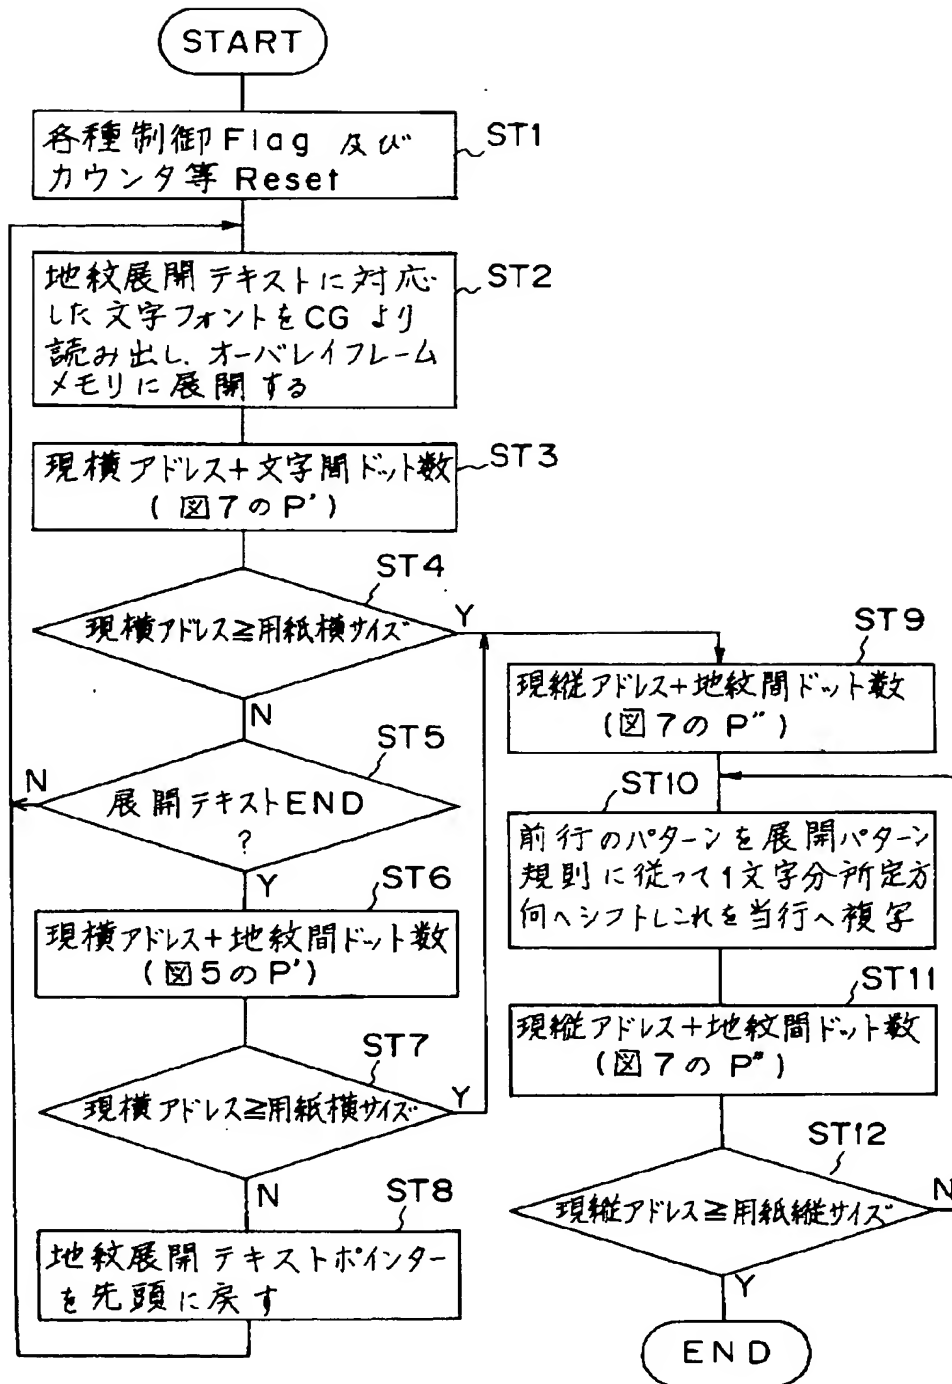 START
各種制御Flag 及び
カウンタ等 Reset
ST1
地紋展開テキストに対応
した文字フォントをCGより
読み出し、オーバレイフレーム
メモリに展開する
ST2
現横アドレス+文字間ドット数
(図7のP')
ST3
ST4
現横アドレス≧用紙横サイズ
Y
N
ST5
展開テキストEND
?
N
Y
ST6
現横アドレス+地紋間ドット数
(図5のP')
ST7
現横アドレス≧用紙横サイズ
Y
N
ST8
地紋展開テキストポインター
を先頭に戻す
ST9
現縦アドレス+地紋間ドット数
(図7のP")
ST10
前行のパターンを展開パターン
規則に従って1文字分所定方
向へシフトしこれを当行へ複写
ST11
現縦アドレス+地紋間ドット数
(図7のP")
ST12
現縦アドレス≧用紙縦サイズ
N
Y
END